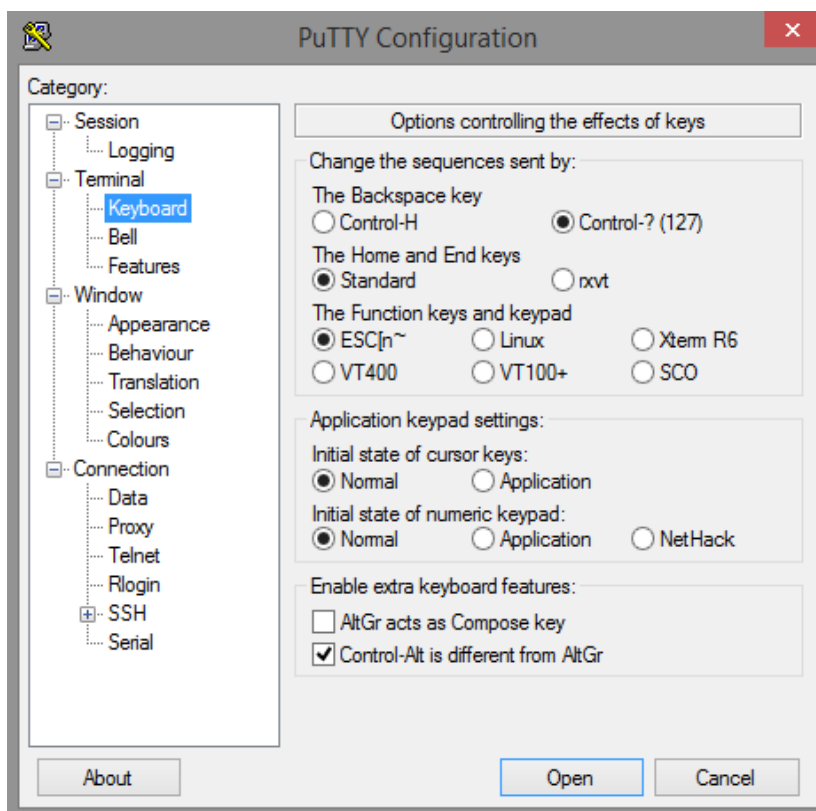 PuTTY Configuration
Category:
Session
Logging
Terminal
Keyboard
Bell
Features
Window
Appearance
Behaviour
Translation
Selection
Colours
Connection
Data
Proxy
Telnet
Rlogin
SSH
Serial
Options controlling the effects of keys
Change the sequences sent by:
The Backspace key
Control-H Control-? (127)
The Home and End keys
Standard rxvt
The Function keys and keypad
ESC[n~ Linux Xterm R6
VT400 VT100+ SCO
Application keypad settings:
Initial state of cursor keys:
Normal Application
Initial state of numeric keypad:
Normal Application NetHack
Enable extra keyboard features:
AltGr acts as Compose key
Control-Alt is different from AltGr
About Open Cancel